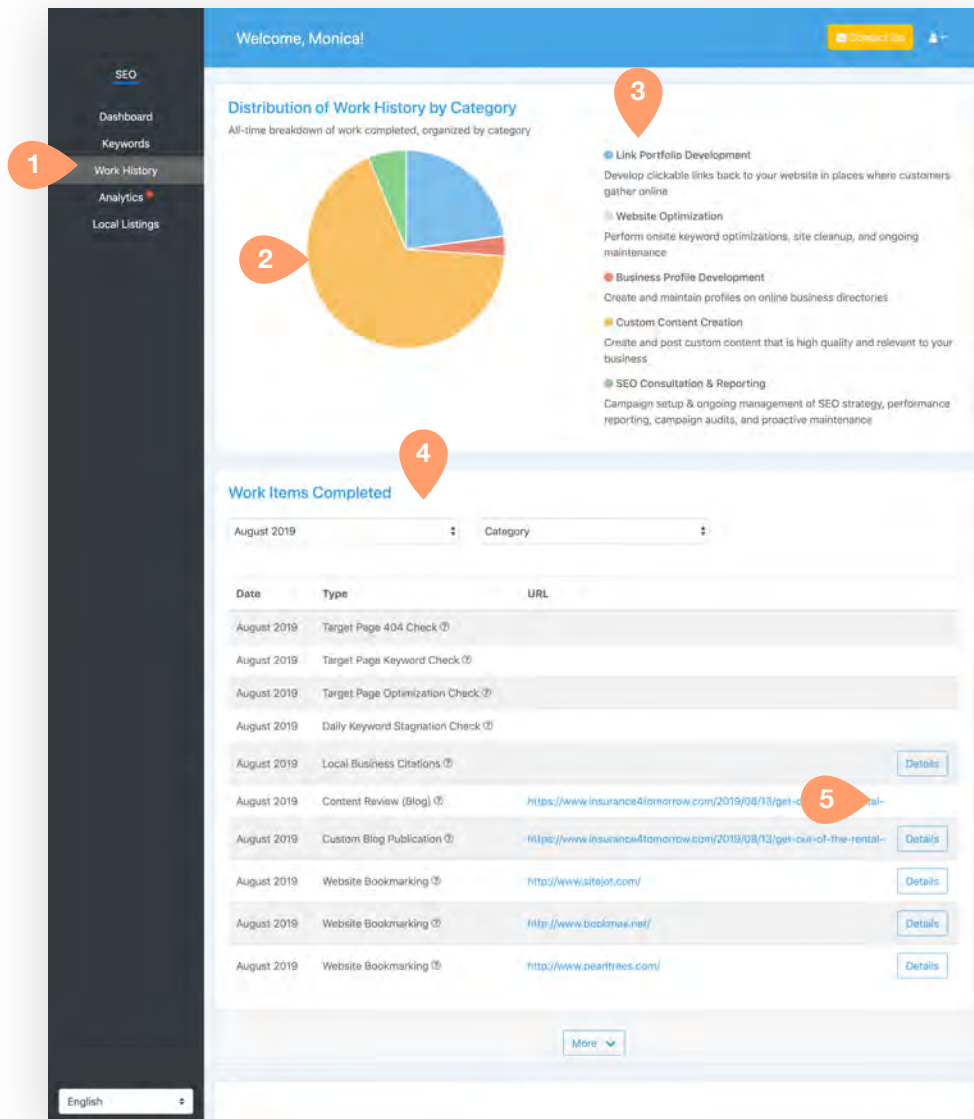 Welcome, Monica!
Contact Us
SEO
Dashboard
Keywords
1
Work History
Analytics
Local Listings
Distribution of Work History by Category
All-time breakdown of work completed, organized by category
2
3
Link Portfolio Development
Develop clickable links back to your website in places where customers
gather online
Website Optimization
Perform onsite keyword optimizations, site cleanup, and ongoing
maintenance
Business Profile Development
Create and maintain profiles on online business directories
Custom Content Creation
Create and post custom content that is high quality and relevant to your
business
SEO Consultation & Reporting
Campaign setup & ongoing management of SEO strategy, performance
reporting, campaign audits, and proactive maintenance
4
Work Items Completed
August 2019 Category
Date Type URL
August 2019 Target Page 404 Check
August 2019 Target Page Keyword Check
August 2019 Target Page Optimization Check
August 2019 Daily Keyword Stagnation Check
August 2019 Local Business Citations Details
August 2019 Content Review (Blog) https://www.insurance4tomorrow.com/2019/08/13/get- 5
August 2019 Custom Blog Publication https://www.insurance4tomorrow.com/2019/08/13/get-out-of-the-rental- Details
August 2019 Website Bookmarking http://www.sitejot.com/ Details
August 2019 Website Bookmarking Details
August 2019 Website Bookmarking http://www.pearltrees.com/ Details
More
English